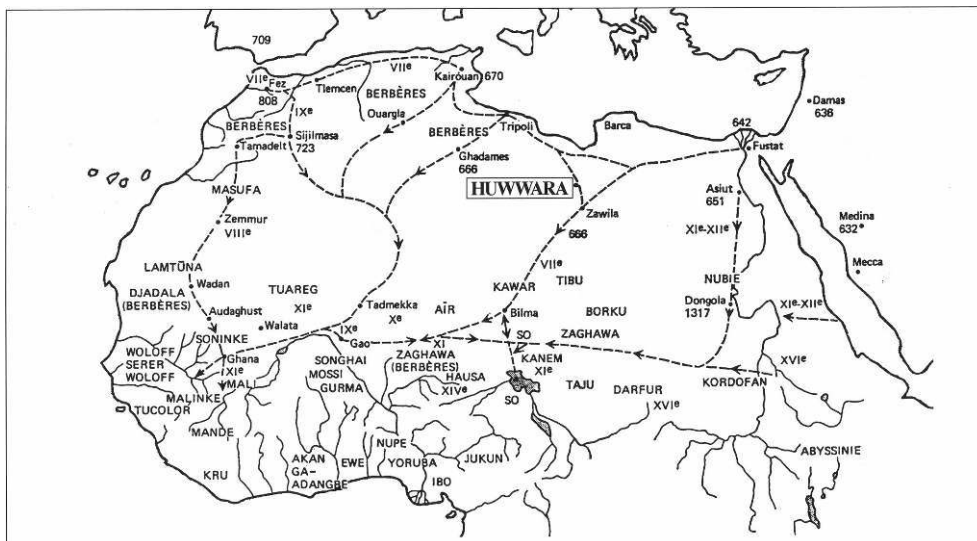 709
VIIe
Fez
808
Tlemcen
VIIe
Kairouan 670
BERBÈRES
Ouargla
IXe
BERBÈRES
Sijilmasa
723
Tamadelt
BERBÈRES
Ghadames
666
Tripoli
Barca
642
Fustat
Damas
636
HUWWARA
MASUFA
Zemmur
VIIIe
Zawila
666
Asiut
651
XIe-XIIe
Medina
632
Mecca
LAMTŪNA
Wadan
DJADALA
(BERBÈRES)
TUAREG
XIe
Tadmekka
Xe
AÏR
VIIe
TIBU
KAWAR
Bilma
BORKU
NUBIE
Dongola
1317
XIe-XIIe
Audaghust
Walata
SONINKE
IXe
Gao
XI
SO
ZAGHAWA
WOLOFF
SERER
WOLOFF
Ghana
XIe
MALI
SONGHAI
MOSSI
GURMA
ZAGHAWA
(BERBÈRES)
HAUSA
XIVe
KANEM
XIe
SO
TAJU
DARFUR
XVIe
KORDOFAN
XVIe
MALINKE
TUCOLOR
MANDE
KRU
AKAN
GA-
ADANGBE
EWE
NUPE
YORUBA
IBO
JUKUN
ABYSSINIE